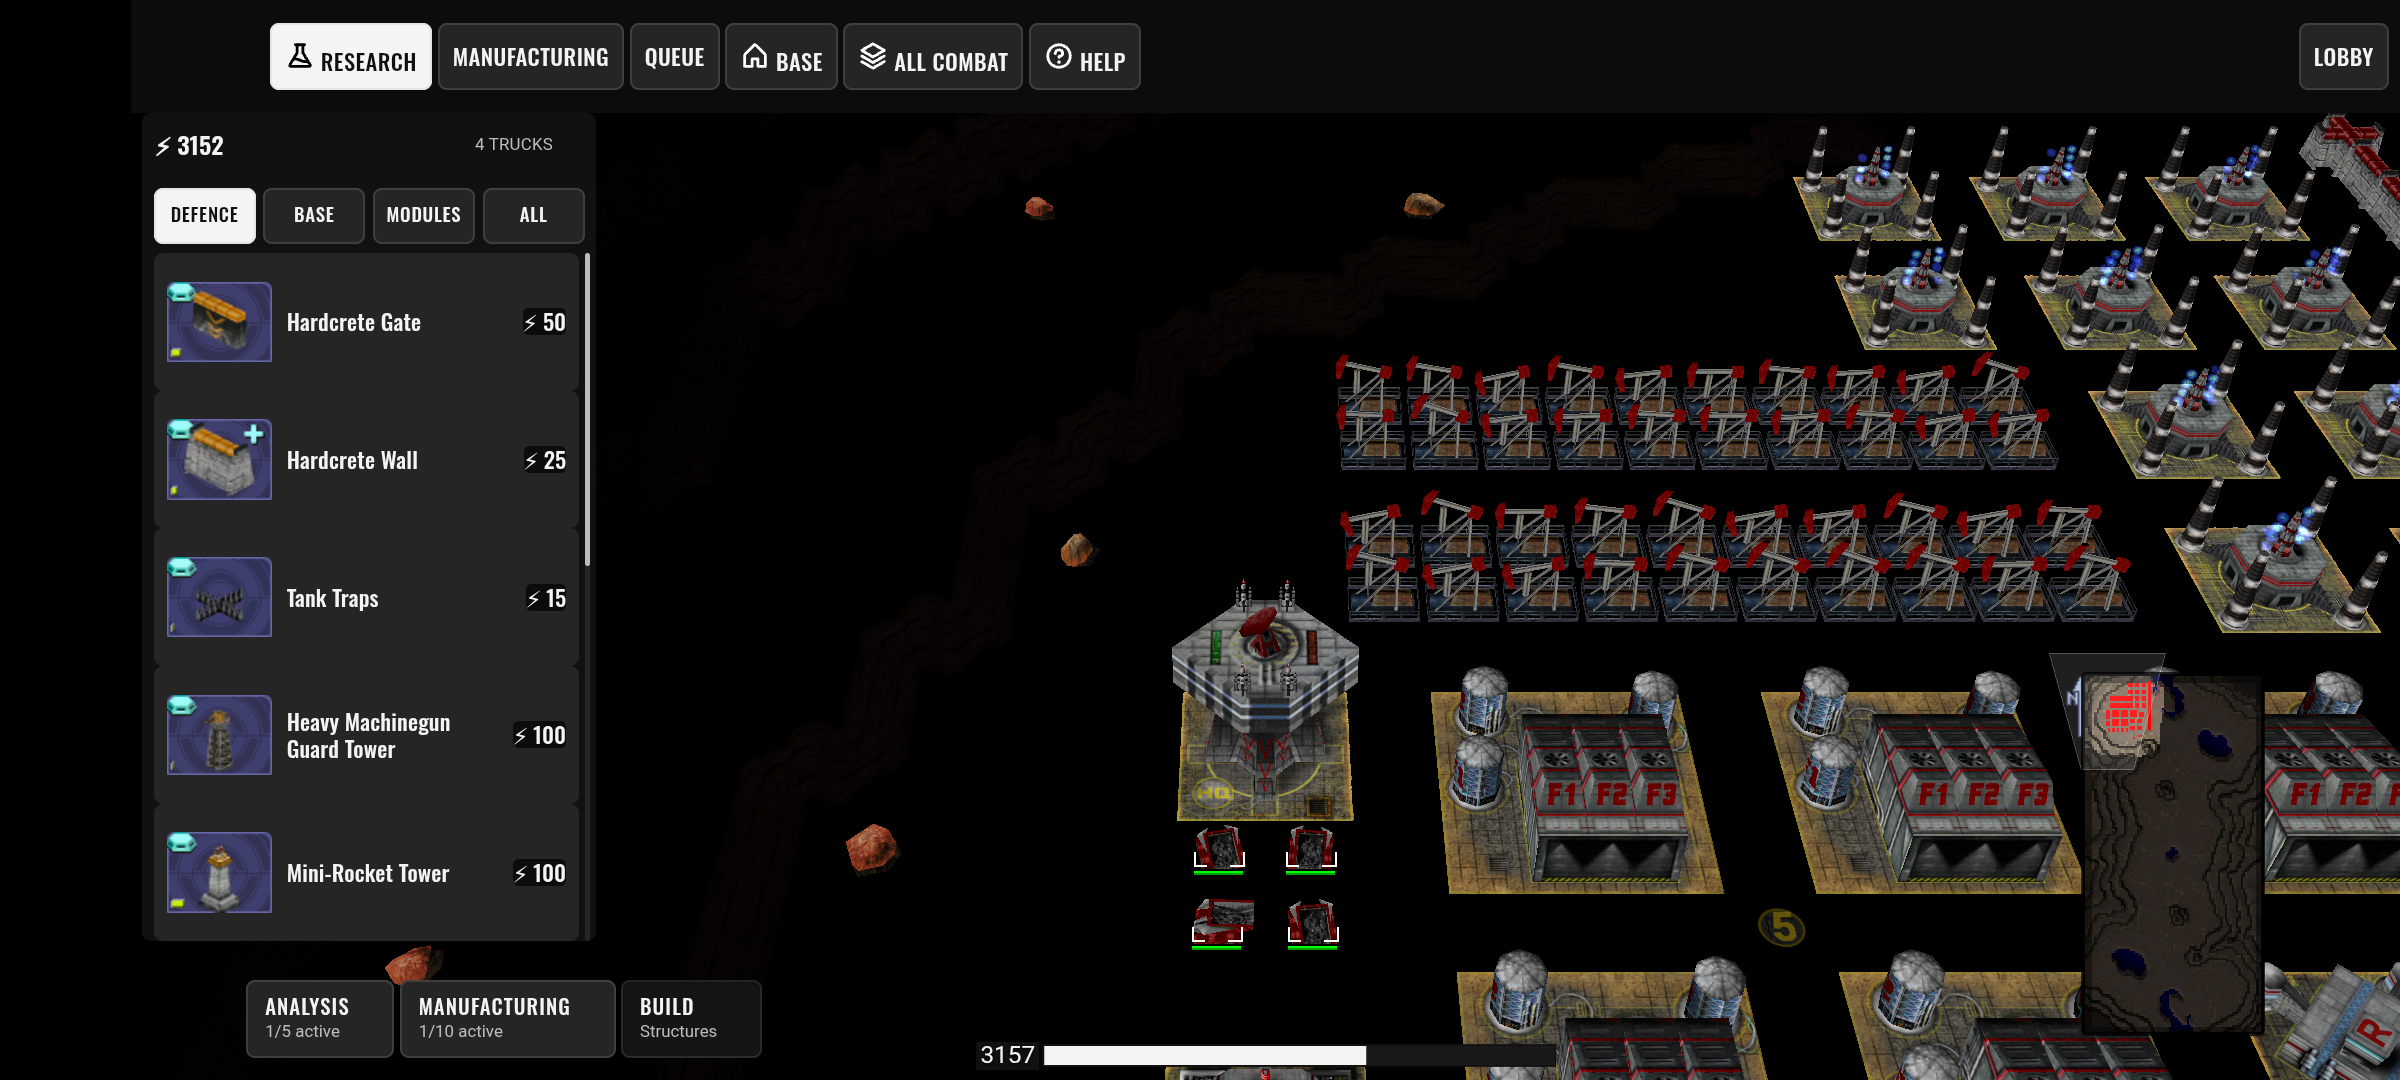 RESEARCH
MANUFACTURING
QUEUE
BASE
ALL COMBAT
HELP
LOBBY
3152
4 TRUCKS
DEFENCE
BASE
MODULES
ALL
Hardcrete Gate
50
Hardcrete Wall
25
Tank Traps
15
Heavy Machinegun
Guard Tower
100
Mini-Rocket Tower
100
ANALYSIS
1/5 active
MANUFACTURING
1/10 active
BUILD
Structures
3157
HQ
F1 F2 F3
F1 F2 F3
F1 F2
5
N
R